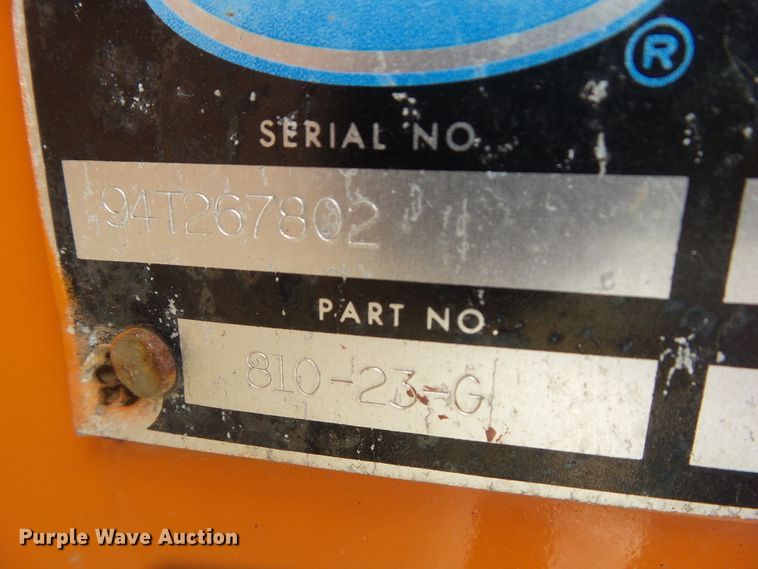 ®
SERIAL NO.
94T267802
PART NO.
810-23-G
Purple Wave Auction